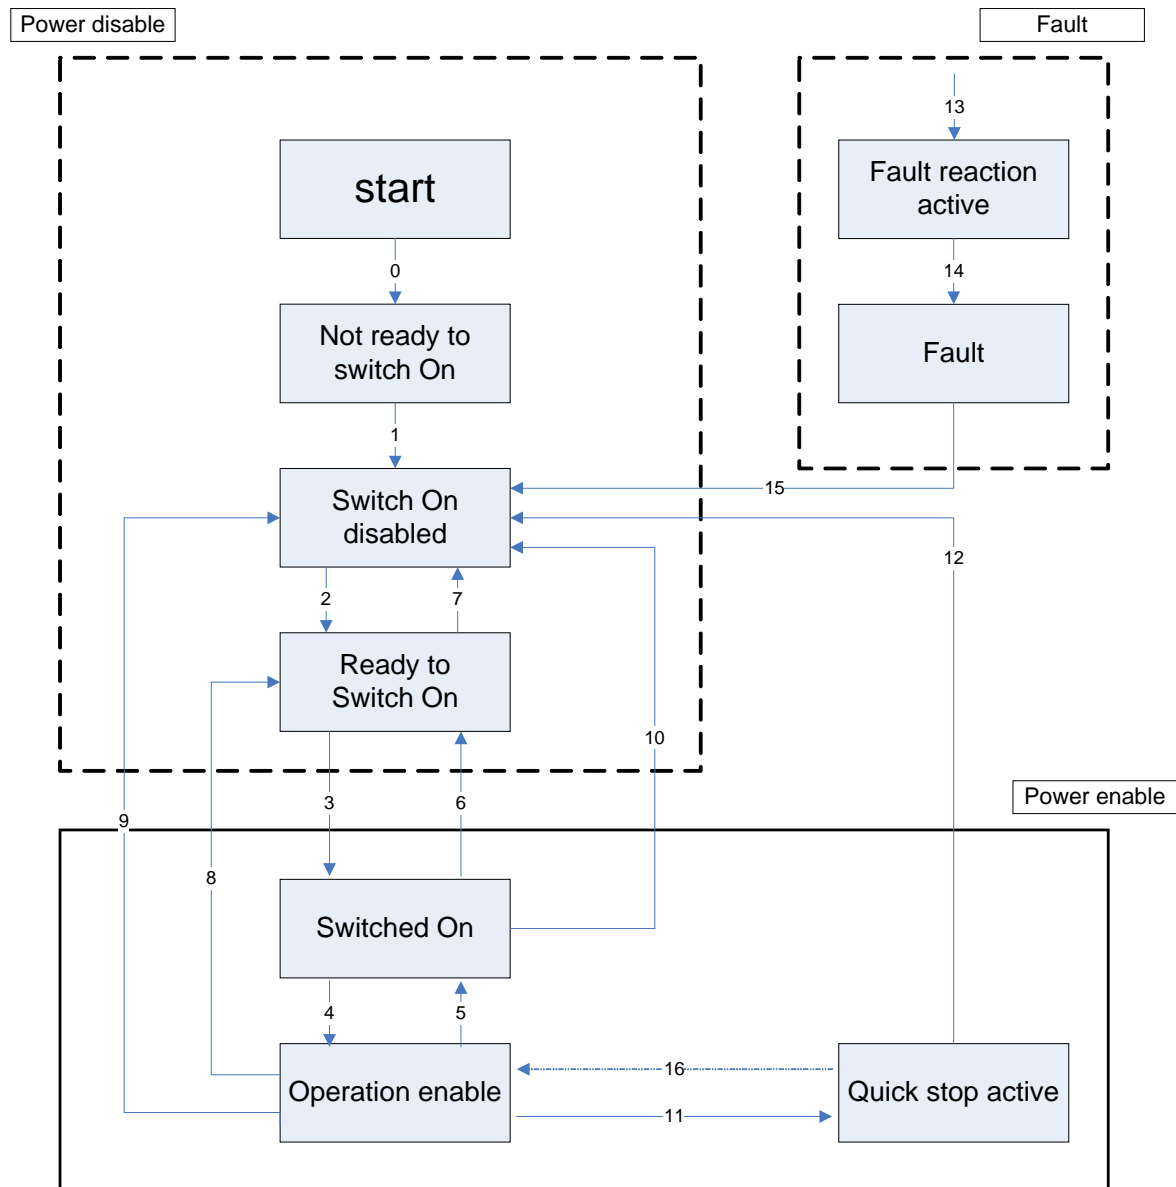 Power disable
Fault
13
start
Fault reaction
active
0
14
Not ready to
switch On
Fault
1
15
Switch On
disabled
12
2
7
Ready to
Switch On
10
Power enable
3
6
9
8
Switched On
4
5
16
Operation enable
Quick stop active
11